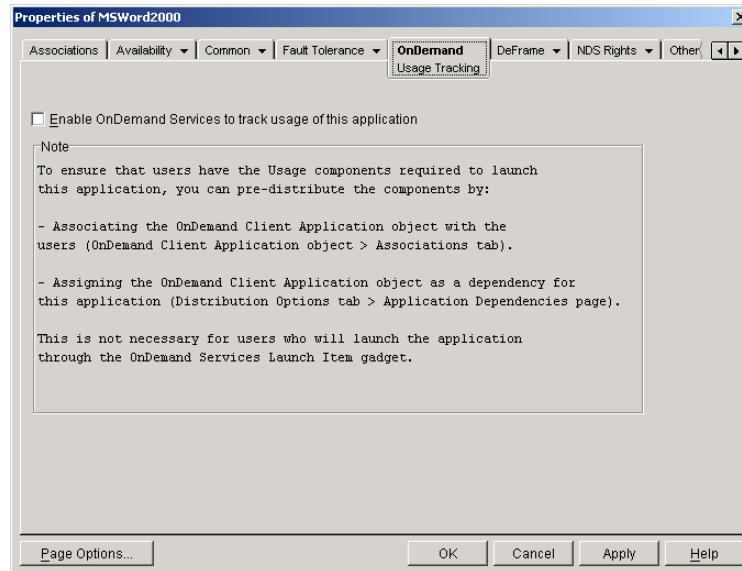 Properties of MSWord2000
Associations Availability Common Fault Tolerance OnDemand DeFrame NDS Rights Other
Usage Tracking
Enable OnDemand Services to track usage of this application
Note
To ensure that users have the Usage components required to launch
this application, you can pre-distribute the components by:
- Associating the OnDemand Client Application object with the
users (OnDemand Client Application object > Associations tab).
- Assigning the OnDemand Client Application object as a dependency for
this application (Distribution Options tab > Application Dependencies page).
This is not necessary for users who will launch the application
through the OnDemand Services Launch Item gadget.
Page Options... OK Cancel Apply Help